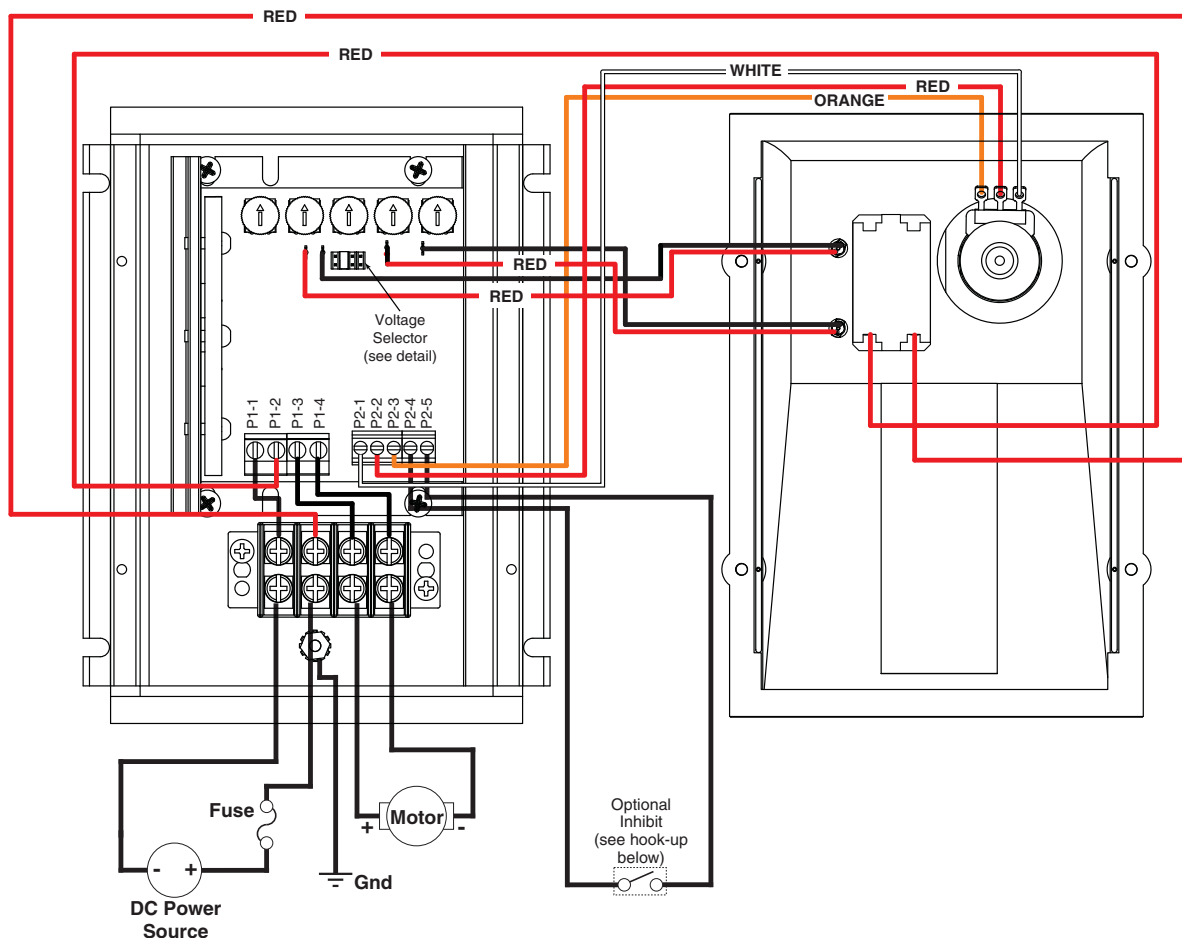 RED
RED
WHITE
RED
ORANGE
RED
RED
Voltage
Selector
(see detail)
P1-1
P1-2
P1-3
P1-4
P2-1
P2-2
P2-3
P2-4
P2-5
Fuse
+
Motor
-
Optional
Inhibit
(see hook-up
below)
- +
Gnd
DC Power
Source